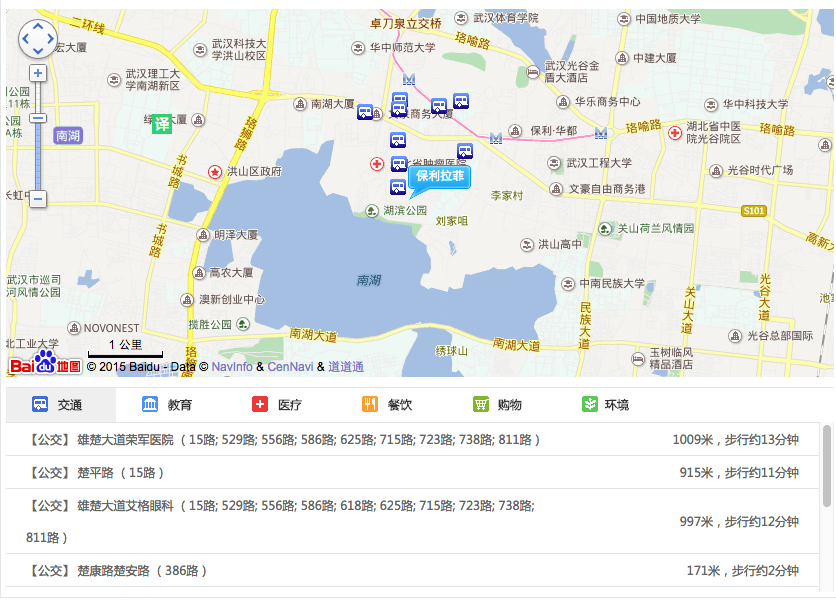 二环线
卓刀泉立交桥
武汉体育学院
中国地质大学
宏大厦
武汉科技大
学洪山校区
华中师范大学
珞喻路
中建大厦
武汉理工大
学南湖新区
武汉光谷金
盾大酒店
川公园
11栋
南湖大厦
华乐商务中心
华中科技大学
译
大厦
南湖
珞狮路
商务大厦
保利·华都
珞喻路
湖北省中医
院光谷院区
珞喻路
书城路
洪山区政府
省肿瘤医院
保利拉菲
武汉工程大学
光谷时代广场
文豪自由商务港
长虹中
李家村
湖滨公园
刘家咀
S101
关山荷兰风情园
高新大
书城路
明泽大厦
洪山高中
武汉市巡司
河风情公园
高农大厦
南湖
中南民族大学
光谷大道
澳新创业中心
关山大道
民族大道
揽胜公园
NOVONEST
南湖大道
南湖大道
光谷总部国际
北工业大学
1 公里
绣球山
玉树临风
精品酒店
Bai du 地图
© 2015 Baidu - Data © NavInfo & CenNavi & 道道通
交通
教育
医疗
餐饮
购物
环境
【公交】 雄楚大道荣军医院 （ 15路; 529路; 556路; 586路; 625路; 715路; 723路; 738路; 811路 ）
1009米，步行约13分钟
【公交】 楚平路 （ 15路 ）
915米，步行约11分钟
【公交】 雄楚大道艾格眼科 （ 15路; 529路; 556路; 586路; 618路; 625路; 715路; 723路; 738路;
811路 ）
997米，步行约12分钟
【公交】 楚康路楚安路 （ 386路 ）
171米，步行约2分钟